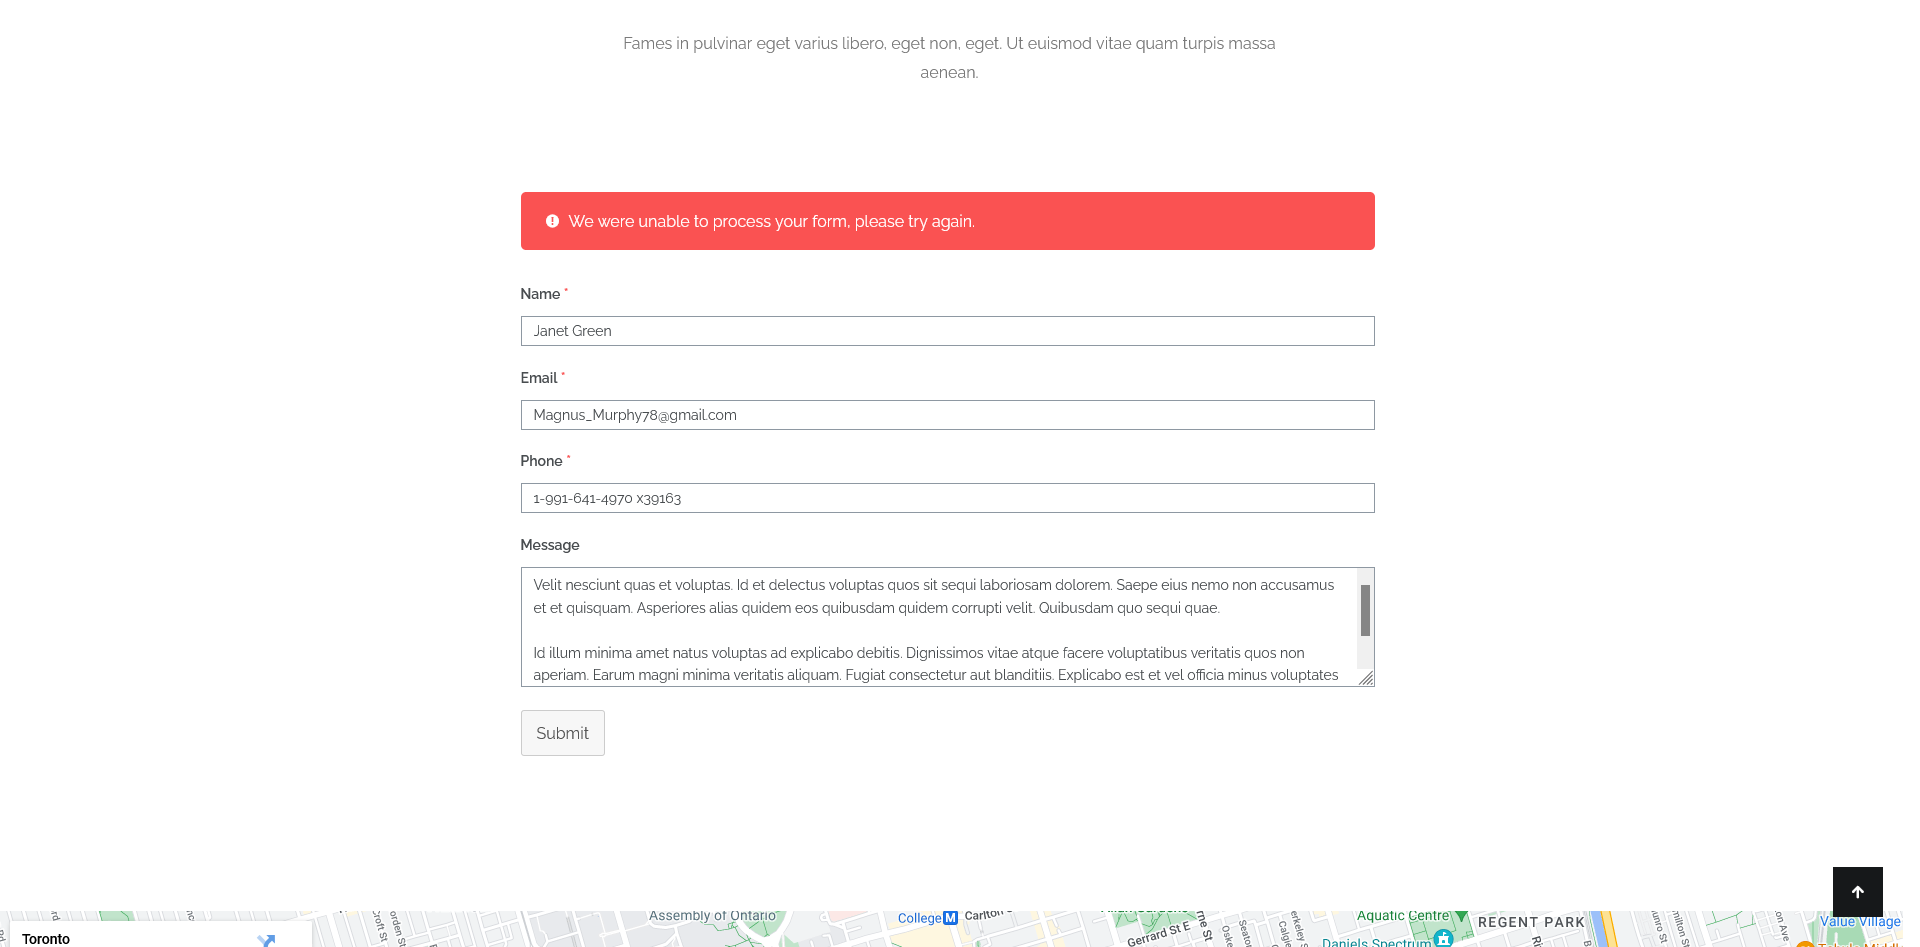 Fames in pulvinar eget varius libero, eget non, eget. Ut euismod vitae quam turpis massa
aenean.
We were unable to process your form, please try again.
Name *
Janet Green
Email *
Magnus_Murphy78@gmail.com
Phone *
1-991-641-4970 x39163
Message
Velit nesciunt quas et voluptas. Id et delectus voluptas quos sit sequi laboriosam dolorem. Saepe eius nemo non accusamus
et et quisquam. Asperiores alias quidem eos quibusdam quidem corrupti velit. Quibusdam quo sequi quae.
Id illum minima amet natus voluptas ad explicabo debitis. Dignissimos vitae atque facere voluptatibus veritatis quos non
aperiam. Earum magni minima veritatis aliquam. Fugiat consectetur aut blanditiis. Explicabo est et vel officia minus voluptates
Submit
Assembly of Ontario
College M
Carlton
Gerrard St E
Aquatic Centre
REGENT PARK
Value Village
Daniels Spectrum
Toronto